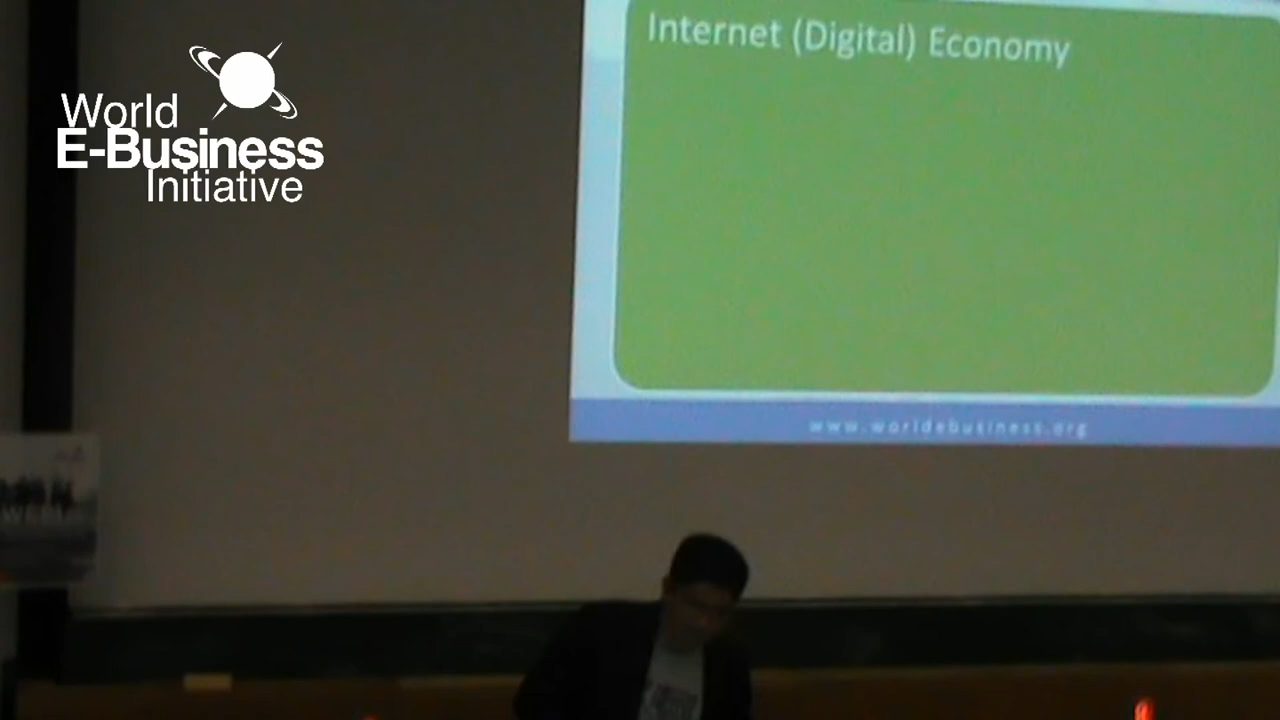 World
E-Business
Initiative
Internet (Digital) Economy
www.worldebusiness.org